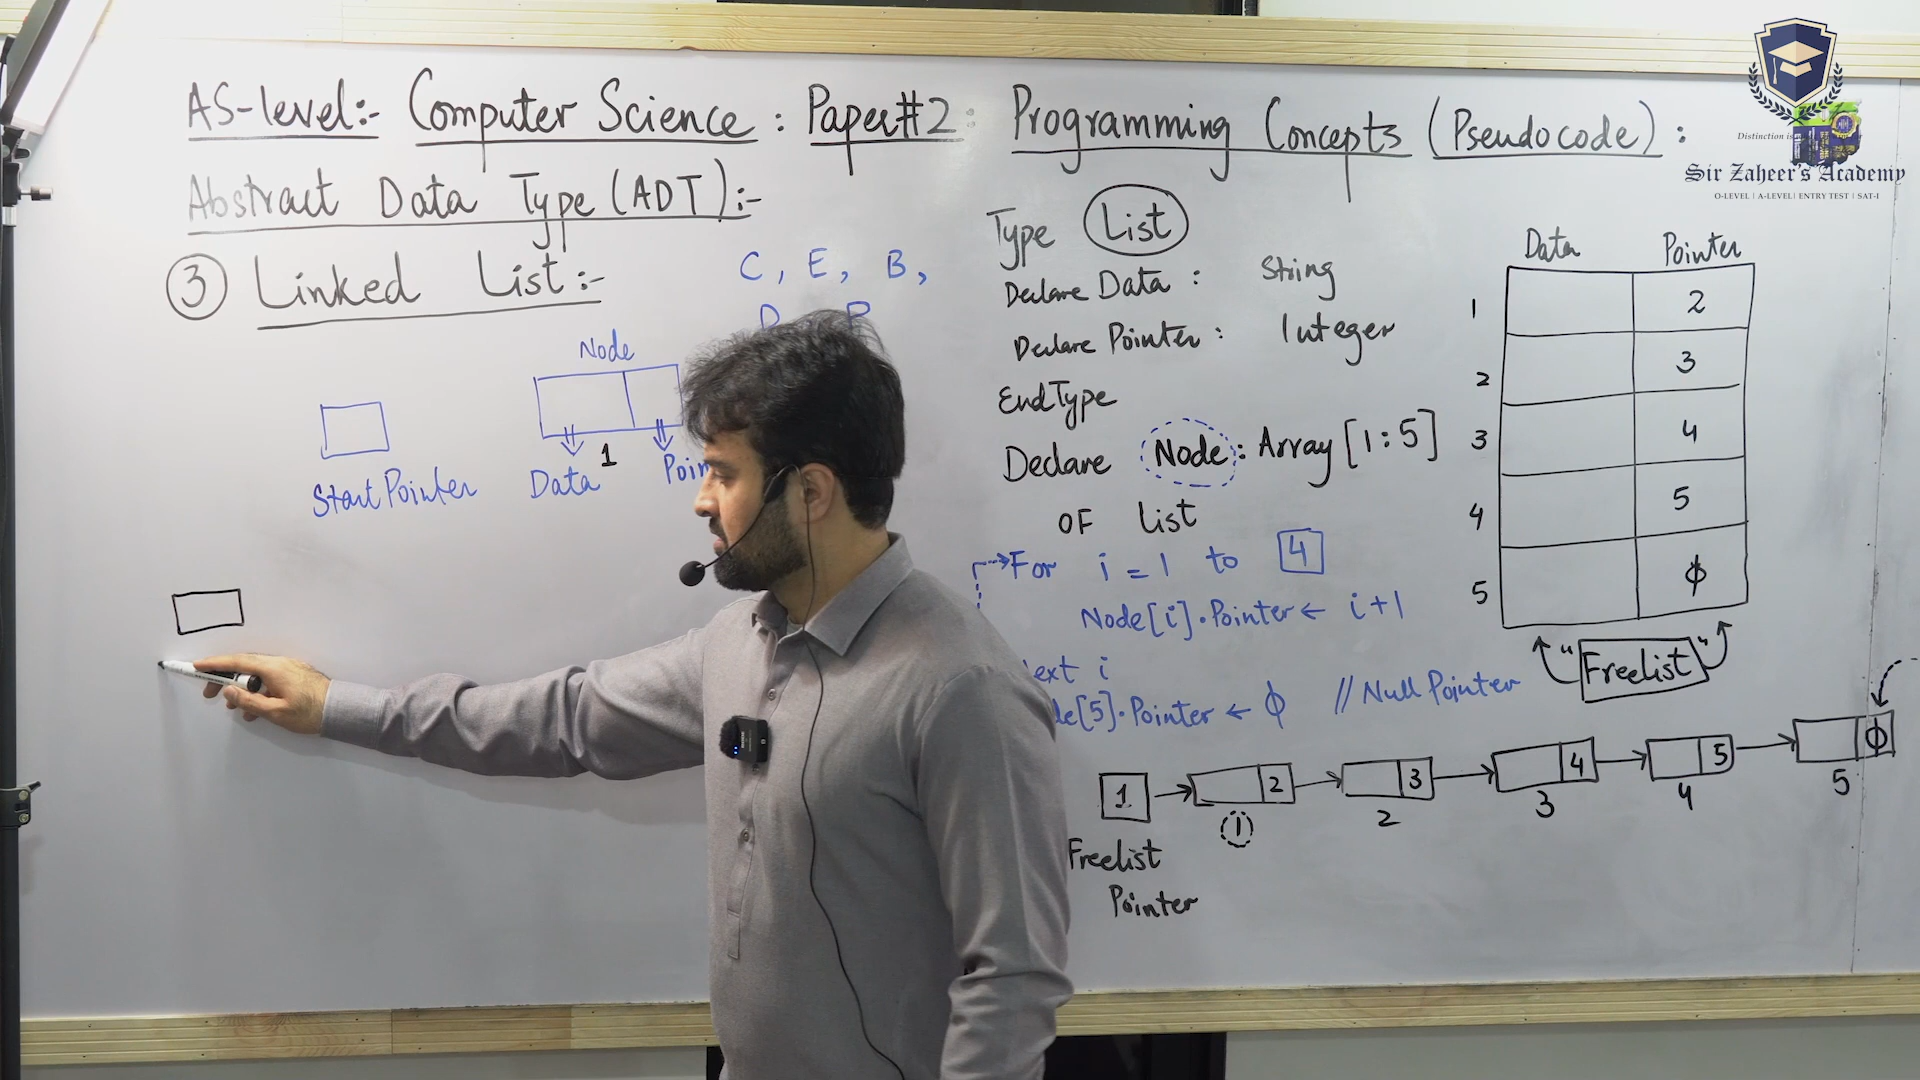 AS-level:- Computer Science : Paper#2 : Programming Concepts (Pseudocode) :
Abstract Data Type (ADT):-
③ Linked List:-
C, E, B,
Node
StartPointer
Data
1
Type List
Declare Data : String
Declare Pointer : Integer
EndType
Declare Node : Array [1:5]
OF List
For i = 1 to 4
Node[i].Pointer ← i+1
ext i
de[5].Pointer ← φ //Null Pointer
Data Pointer
1 2
2 3
3 4
4 5
5 φ
"Freelist"
1 → 2 → 3 → 4 → 5 → φ
① 2 3 4 5
Freelist
Pointer
Sir Zaheer's Academy
O-LEVEL | A-LEVEL | ENTRY TEST | SAT-I